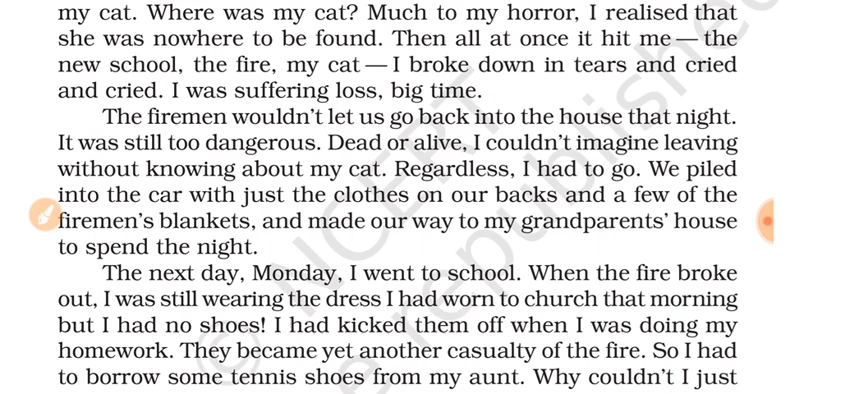 my cat. Where was my cat? Much to my horror, I realised that
she was nowhere to be found. Then all at once it hit me — the
new school, the fire, my cat — I broke down in tears and cried
and cried. I was suffering loss, big time.
The firemen wouldn't let us go back into the house that night.
It was still too dangerous. Dead or alive, I couldn't imagine leaving
without knowing about my cat. Regardless, I had to go. We piled
into the car with just the clothes on our backs and a few of the
firemen's blankets, and made our way to my grandparents' house
to spend the night.
The next day, Monday, I went to school. When the fire broke
out, I was still wearing the dress I had worn to church that morning
but I had no shoes! I had kicked them off when I was doing my
homework. They became yet another casualty of the fire. So I had
to borrow some tennis shoes from my aunt. Why couldn't I just
© NCERT
be republished